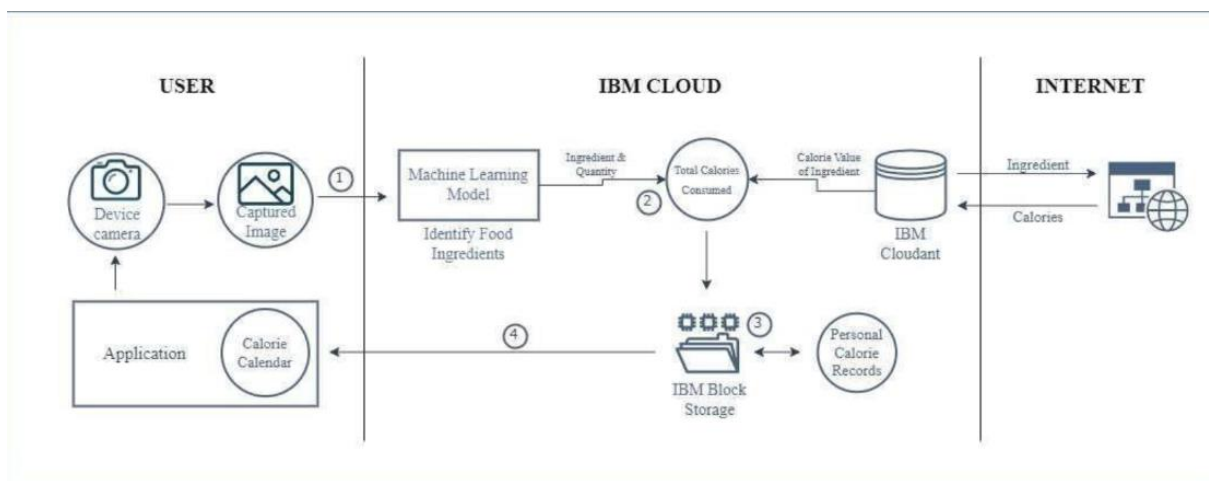 USER
IBM CLOUD
INTERNET
Device
camera
Captured
Image
1
Machine Learning
Model
Identify Food
Ingredients
Ingredient &
Quantity
2
Total Calories
Consumed
Calorie Value
of Ingredient
IBM
Cloudant
Ingredient
Calories
Application
Calorie
Calendar
4
3
IBM Block
Storage
Personal
Calorie
Records